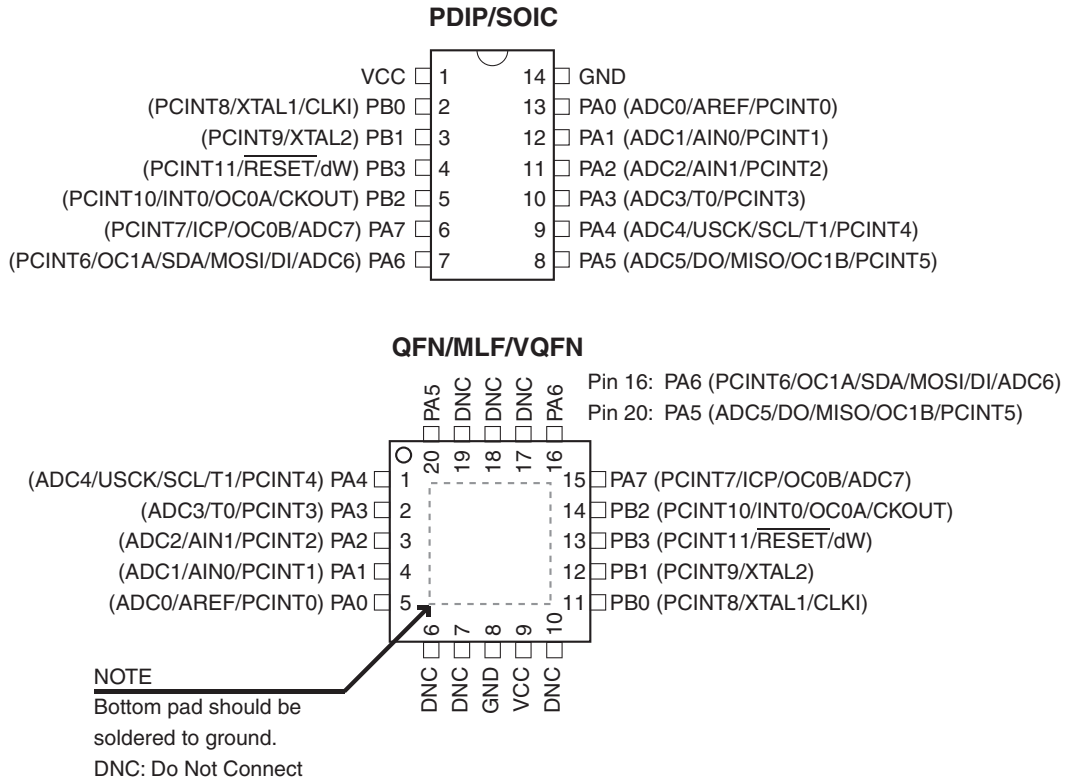 PDIP/SOIC
VCC 1 14 GND
(PCINT8/XTAL1/CLKI) PB0 2 13 PA0 (ADC0/AREF/PCINT0)
(PCINT9/XTAL2) PB1 3 12 PA1 (ADC1/AIN0/PCINT1)
(PCINT11/RESET/dW) PB3 4 11 PA2 (ADC2/AIN1/PCINT2)
(PCINT10/INT0/OC0A/CKOUT) PB2 5 10 PA3 (ADC3/T0/PCINT3)
(PCINT7/ICP/OC0B/ADC7) PA7 6 9 PA4 (ADC4/USCK/SCL/T1/PCINT4)
(PCINT6/OC1A/SDA/MOSI/DI/ADC6) PA6 7 8 PA5 (ADC5/DO/MISO/OC1B/PCINT5)
QFN/MLF/VQFN
Pin 16: PA6 (PCINT6/OC1A/SDA/MOSI/DI/ADC6)
Pin 20: PA5 (ADC5/DO/MISO/OC1B/PCINT5)
PA5 DNC DNC DNC PA6
20 19 18 17 16
(ADC4/USCK/SCL/T1/PCINT4) PA4 1 15 PA7 (PCINT7/ICP/OC0B/ADC7)
(ADC3/T0/PCINT3) PA3 2 14 PB2 (PCINT10/INT0/OC0A/CKOUT)
(ADC2/AIN1/PCINT2) PA2 3 13 PB3 (PCINT11/RESET/dW)
(ADC1/AIN0/PCINT1) PA1 4 12 PB1 (PCINT9/XTAL2)
(ADC0/AREF/PCINT0) PA0 5 11 PB0 (PCINT8/XTAL1/CLKI)
6 7 8 9 10
DNC DNC GND VCC DNC
NOTE
Bottom pad should be
soldered to ground.
DNC: Do Not Connect